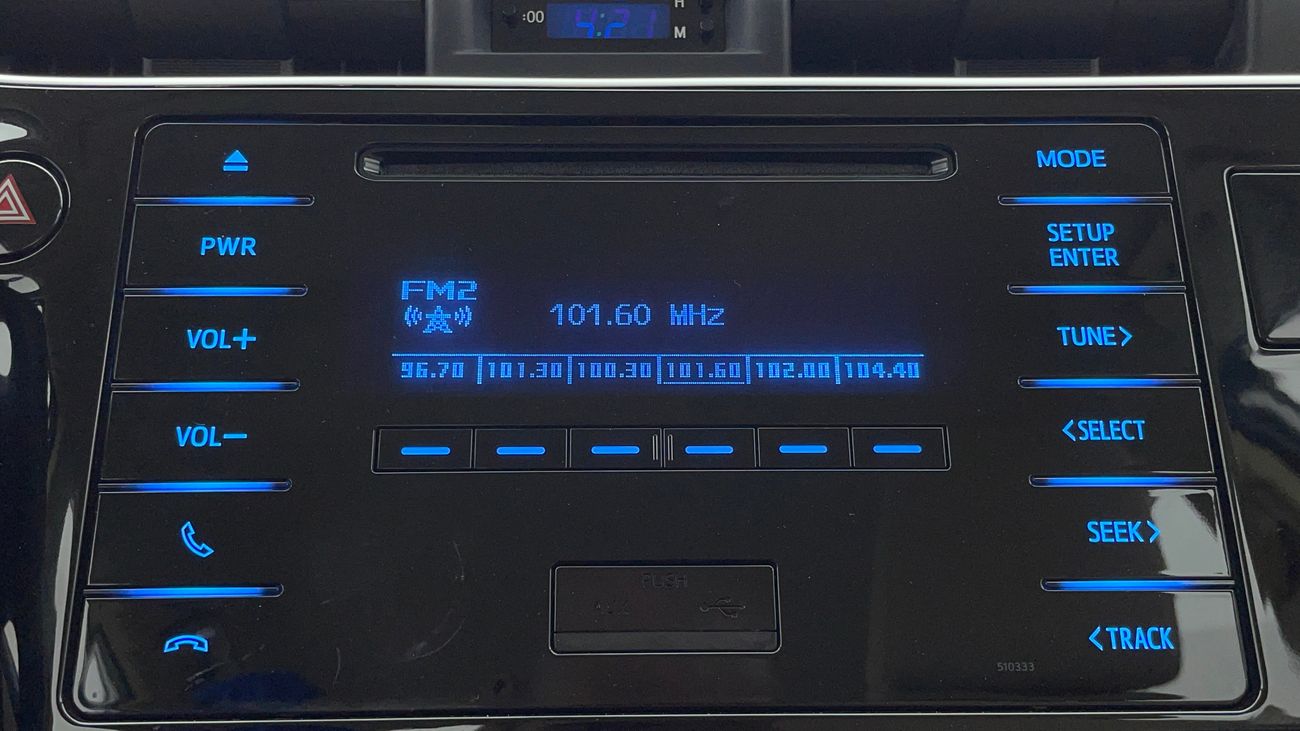 :00
4:21
H
M
MODE
PWR
SETUP
ENTER
FM2
101.60 MHz
VOL+
TUNE>
96.70 101.30 100.30 101.60 102.00 104.40
VOL-
<SELECT
SEEK>
PUSH
<TRACK
510333